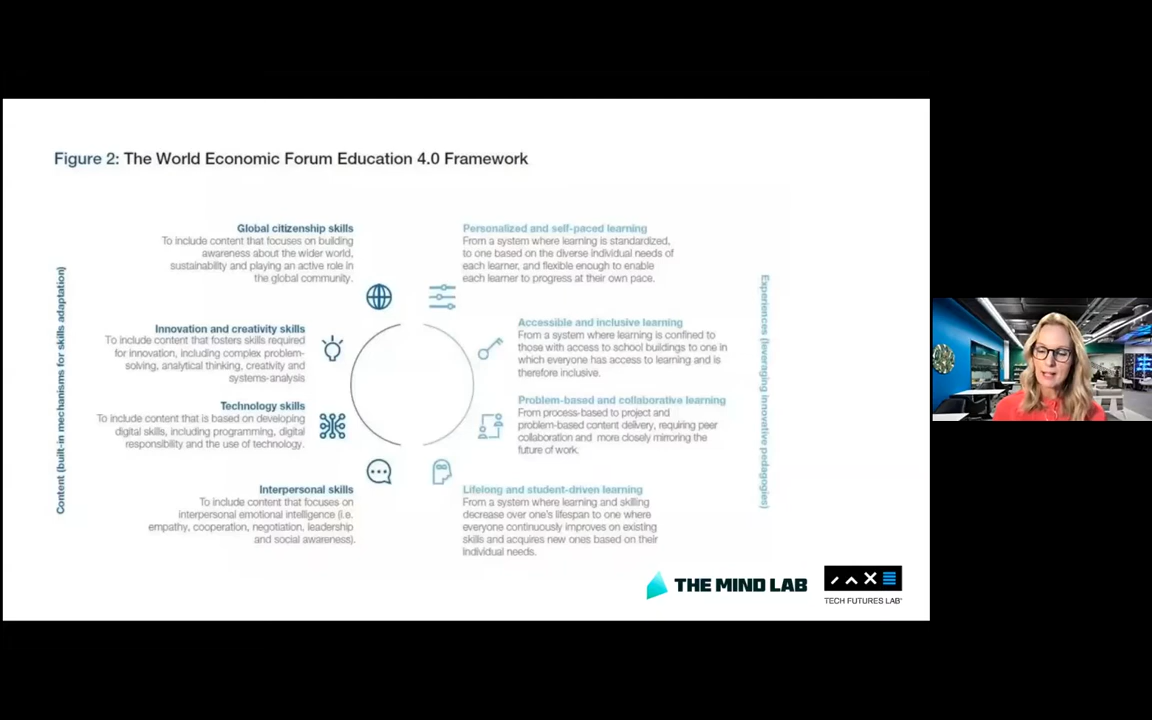 Figure 2: The World Economic Forum Education 4.0 Framework
Content (built-in mechanisms for skills adaptation)
Global citizenship skills
To include content that focuses on building
awareness about the wider world,
sustainability and playing an active role in
the global community.
Innovation and creativity skills
To include content that fosters skills required
for innovation, including complex problem-
solving, analytical thinking, creativity and
systems-analysis
Technology skills
To include content that is based on developing
digital skills, including programming, digital
responsibility and the use of technology.
Interpersonal skills
To include content that focuses on
interpersonal emotional intelligence (i.e.
empathy, cooperation, negotiation, leadership
and social awareness).
Personalized and self-paced learning
From a system where learning is standardized,
to one based on the diverse individual needs of
each learner, and flexible enough to enable
each learner to progress at their own pace.
Accessible and inclusive learning
From a system where learning is confined to
those with access to school buildings to one in
which everyone has access to learning and is
therefore inclusive.
Problem-based and collaborative learning
From process-based to project and
problem-based content delivery, requiring peer
collaboration and more closely mirroring the
future of work.
Lifelong and student-driven learning
From a system where learning and skilling
decrease over one's lifespan to one where
everyone continuously improves on existing
skills and acquires new ones based on their
individual needs.
Experiences (leveraging innovative pedagogies)
THE MIND LAB
TECH FUTURES LAB